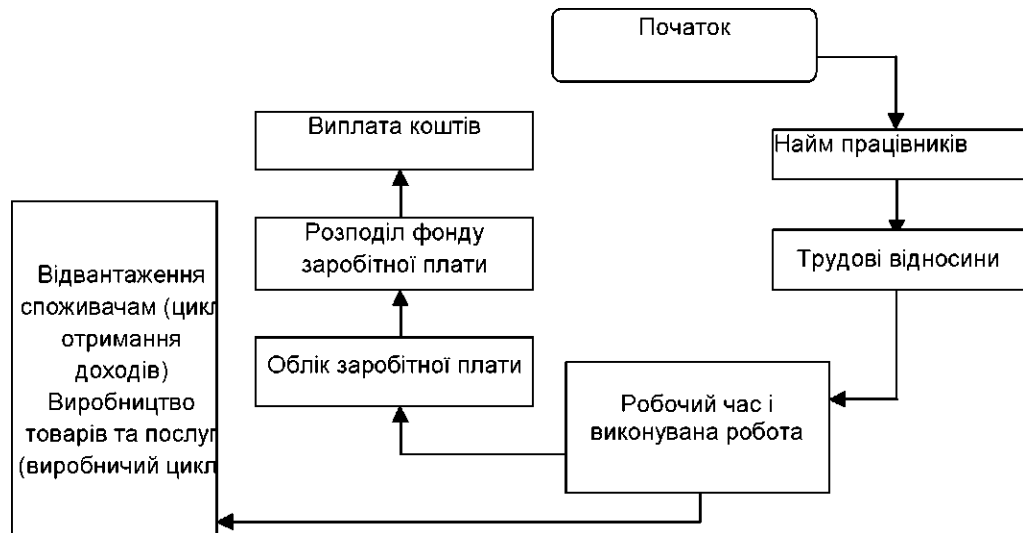 Початок
Найм працівників
Трудові відносини
Робочий час і
виконувана робота
Облік заробітної плати
Розподіл фонду
заробітної плати
Виплата коштів
Відвантаження
споживачам (цикл
отримання
доходів)
Виробництво
товарів та послуг
(виробничий цикл